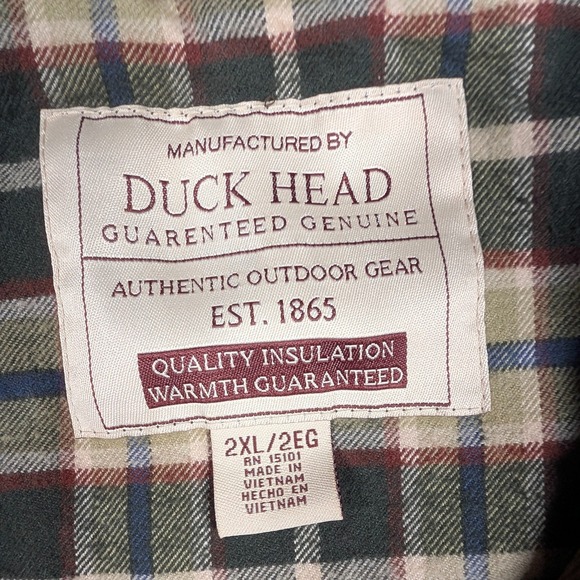 MANUFACTURED BY
DUCK HEAD
GUARENTEED GENUINE
AUTHENTIC OUTDOOR GEAR
EST. 1865
QUALITY INSULATION
WARMTH GUARANTEED
2XL/2EG
RN 15101
MADE IN
VIETNAM
HECHO EN
VIETNAM